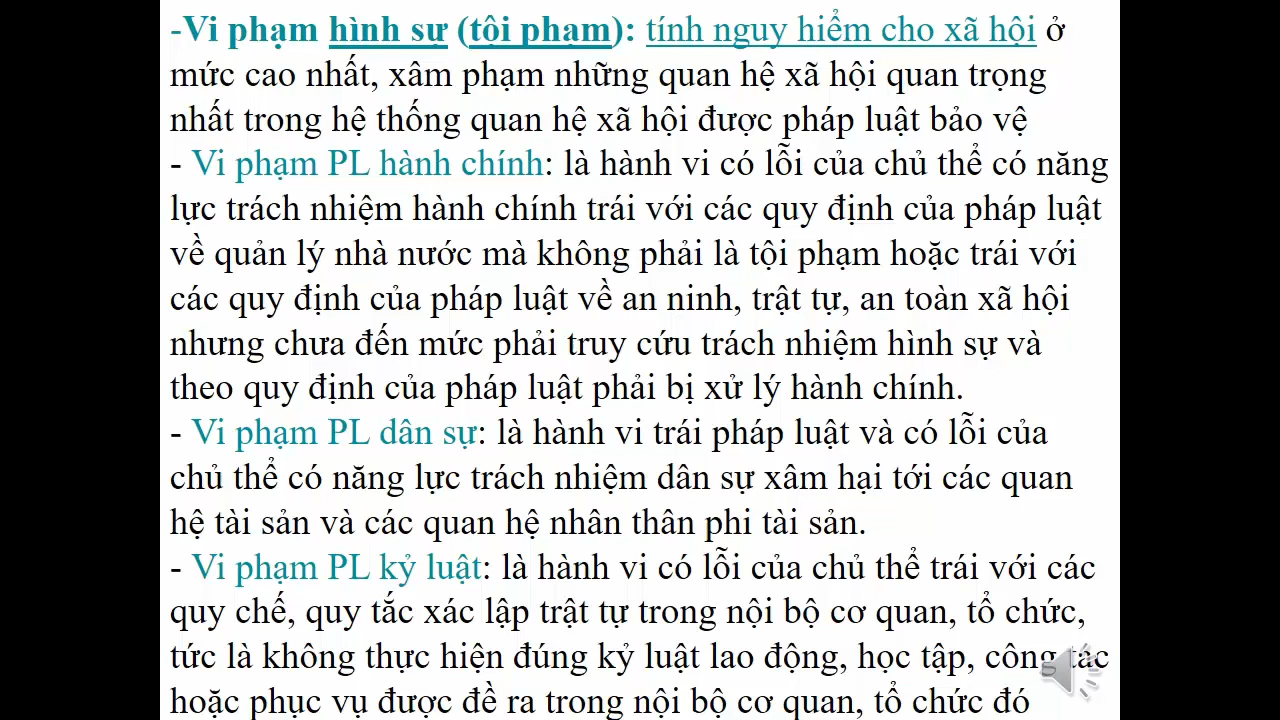 -Vi phạm hình sự (tội phạm): tính nguy hiểm cho xã hội ở
mức cao nhất, xâm phạm những quan hệ xã hội quan trọng
nhất trong hệ thống quan hệ xã hội được pháp luật bảo vệ
- Vi phạm PL hành chính: là hành vi có lỗi của chủ thể có năng
lực trách nhiệm hành chính trái với các quy định của pháp luật
về quản lý nhà nước mà không phải là tội phạm hoặc trái với
các quy định của pháp luật về an ninh, trật tự, an toàn xã hội
nhưng chưa đến mức phải truy cứu trách nhiệm hình sự và
theo quy định của pháp luật phải bị xử lý hành chính.
- Vi phạm PL dân sự: là hành vi trái pháp luật và có lỗi của
chủ thể có năng lực trách nhiệm dân sự xâm hại tới các quan
hệ tài sản và các quan hệ nhân thân phi tài sản.
- Vi phạm PL kỷ luật: là hành vi có lỗi của chủ thể trái với các
quy chế, quy tắc xác lập trật tự trong nội bộ cơ quan, tổ chức,
tức là không thực hiện đúng kỷ luật lao động, học tập, công tác
hoặc phục vụ được đề ra trong nội bộ cơ quan, tổ chức đó